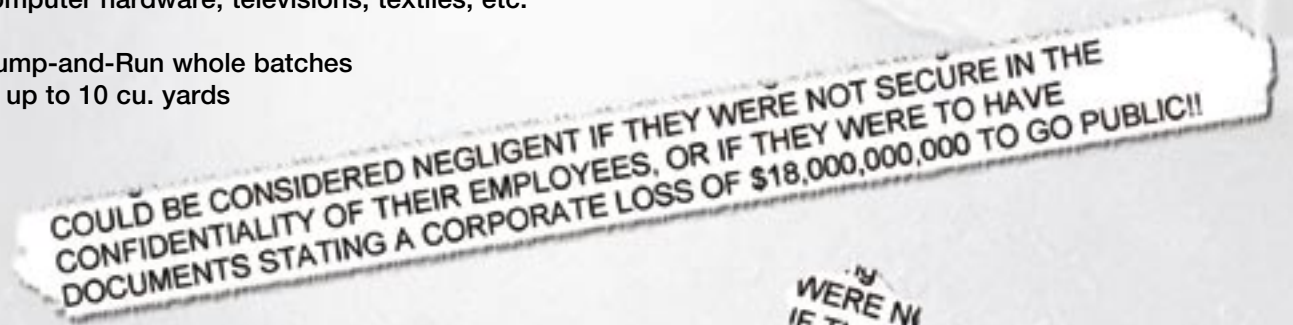 omputer hardware, televisions, textiles, etc.
ump-and-Run whole batches
up to 10 cu. yards
COULD BE CONSIDERED NEGLIGENT IF THEY WERE NOT SECURE IN THE
CONFIDENTIALITY OF THEIR EMPLOYEES, OR IF THEY WERE TO HAVE
DOCUMENTS STATING A CORPORATE LOSS OF $18,000,000,000 TO GO PUBLIC!!
WERE NO
IF T